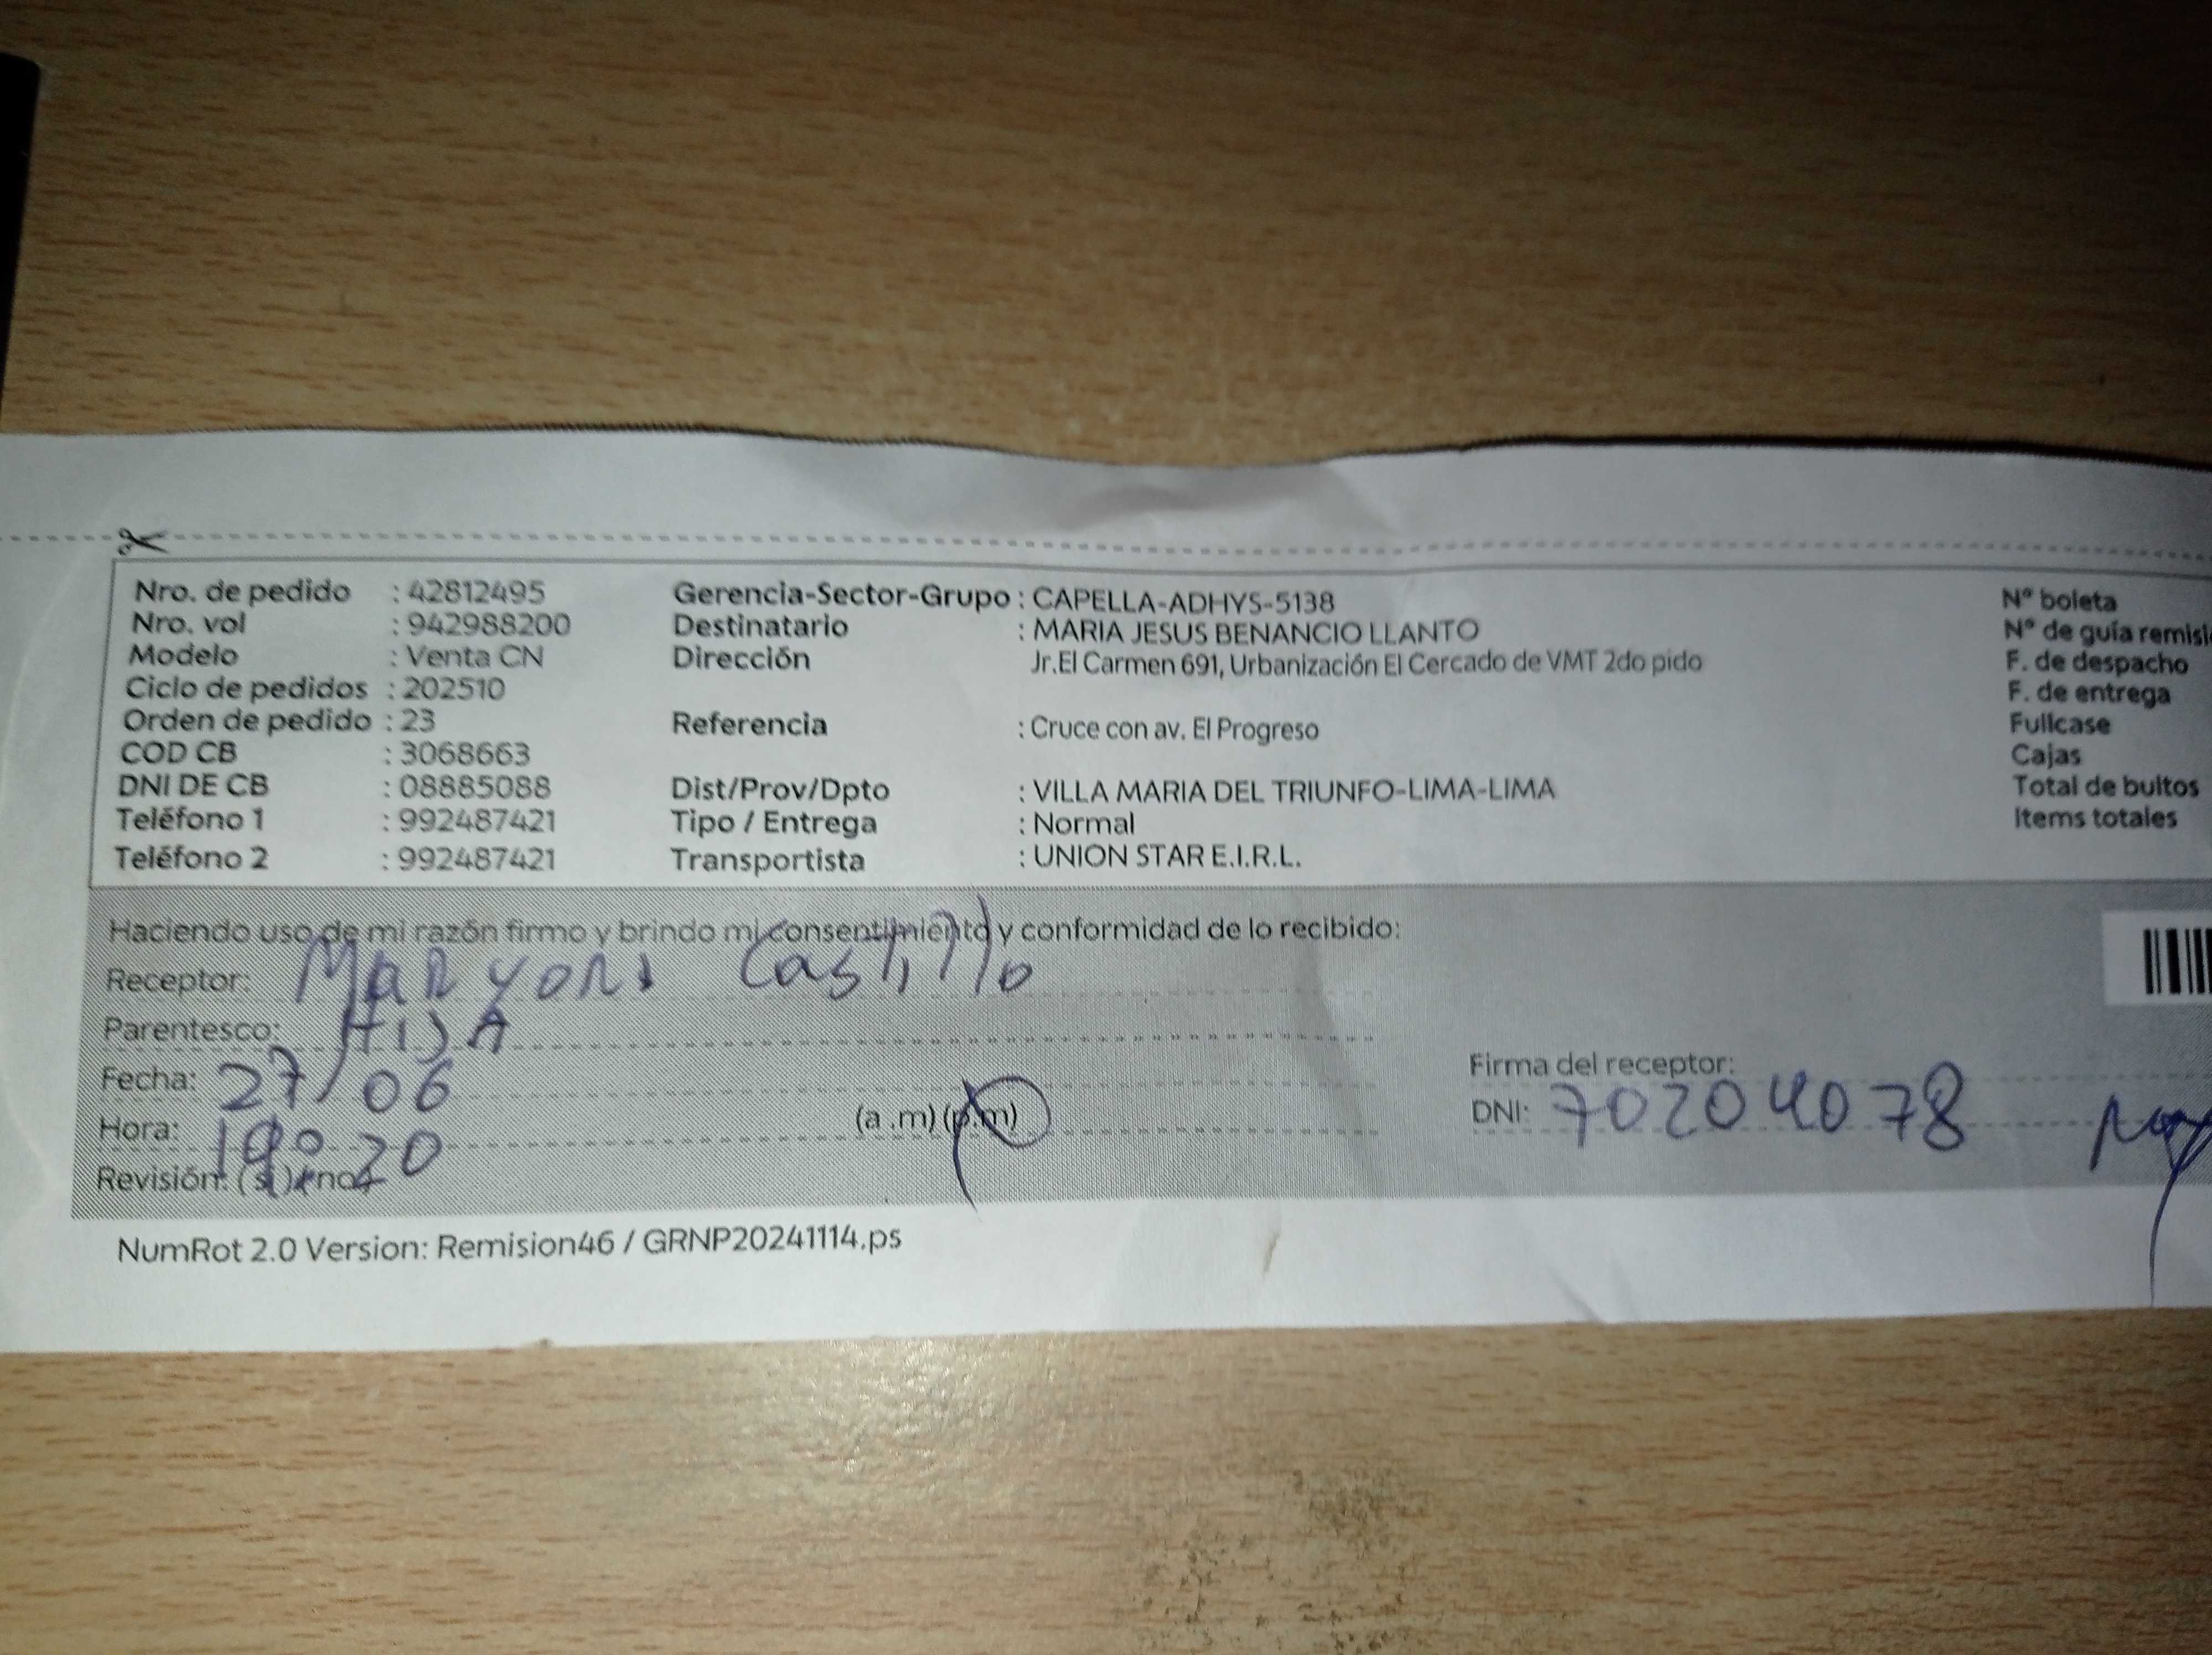 Nro. de pedido : 42812495 Gerencia-Sector-Grupo : CAPELLA-ADHYS-5138 N° boleta
Nro. vol : 942988200 Destinatario : MARIA JESUS BENANCIO LLANTO N° de guía remisi
Modelo : Venta CN Dirección Jr.El Carmen 691, Urbanización El Cercado de VMT 2do pido F. de despacho
Ciclo de pedidos : 202510 F. de entrega
Orden de pedido : 23 Referencia : Cruce con av. El Progreso Fullcase
COD CB : 3068663 Cajas
DNI DE CB : 08885088 Dist/Prov/Dpto : VILLA MARIA DEL TRIUNFO-LIMA-LIMA Total de bultos
Teléfono 1 : 992487421 Tipo / Entrega : Normal Items totales
Teléfono 2 : 992487421 Transportista : UNION STAR E.I.R.L.
Haciendo uso de mi razón firmo y brindo mi consentimiento y conformidad de lo recibido:
Receptor: Maryori Castillo
Parentesco: HIJA
Fecha: 27/06 Firma del receptor:
Hora: 20 (a .m) (p.m) DNI: 70204078
Revisión: (si) (no)
NumRot 2.0 Version: Remision46 / GRNP20241114.ps